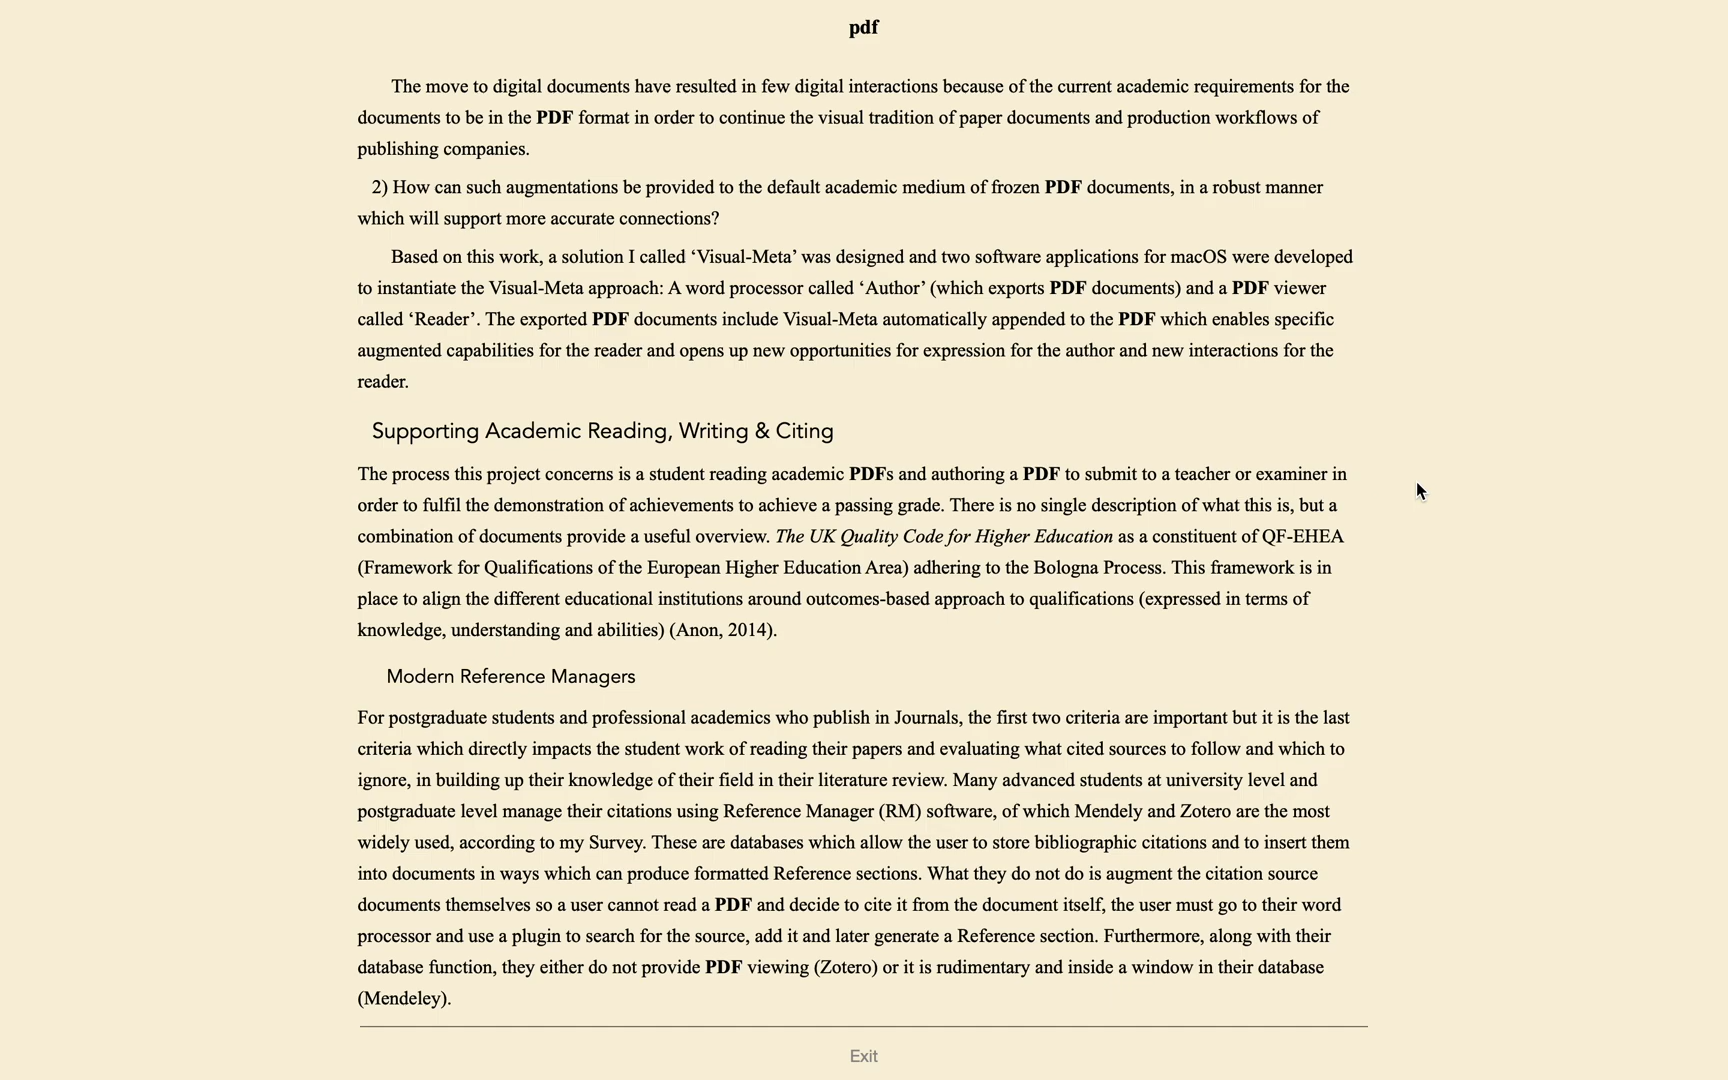 pdf
The move to digital documents have resulted in few digital interactions because of the current academic requirements for the
documents to be in the PDF format in order to continue the visual tradition of paper documents and production workflows of
publishing companies.
2) How can such augmentations be provided to the default academic medium of frozen PDF documents, in a robust manner
which will support more accurate connections?
Based on this work, a solution I called ‘Visual-Meta’ was designed and two software applications for macOS were developed
to instantiate the Visual-Meta approach: A word processor called ‘Author’ (which exports PDF documents) and a PDF viewer
called ‘Reader’. The exported PDF documents include Visual-Meta automatically appended to the PDF which enables specific
augmented capabilities for the reader and opens up new opportunities for expression for the author and new interactions for the
reader.
Supporting Academic Reading, Writing & Citing
The process this project concerns is a student reading academic PDFs and authoring a PDF to submit to a teacher or examiner in
order to fulfil the demonstration of achievements to achieve a passing grade. There is no single description of what this is, but a
combination of documents provide a useful overview. The UK Quality Code for Higher Education as a constituent of QF-EHEA
(Framework for Qualifications of the European Higher Education Area) adhering to the Bologna Process. This framework is in
place to align the different educational institutions around outcomes-based approach to qualifications (expressed in terms of
knowledge, understanding and abilities) (Anon, 2014).
Modern Reference Managers
For postgraduate students and professional academics who publish in Journals, the first two criteria are important but it is the last
criteria which directly impacts the student work of reading their papers and evaluating what cited sources to follow and which to
ignore, in building up their knowledge of their field in their literature review. Many advanced students at university level and
postgraduate level manage their citations using Reference Manager (RM) software, of which Mendely and Zotero are the most
widely used, according to my Survey. These are databases which allow the user to store bibliographic citations and to insert them
into documents in ways which can produce formatted Reference sections. What they do not do is augment the citation source
documents themselves so a user cannot read a PDF and decide to cite it from the document itself, the user must go to their word
processor and use a plugin to search for the source, add it and later generate a Reference section. Furthermore, along with their
database function, they either do not provide PDF viewing (Zotero) or it is rudimentary and inside a window in their database
(Mendeley).
Exit